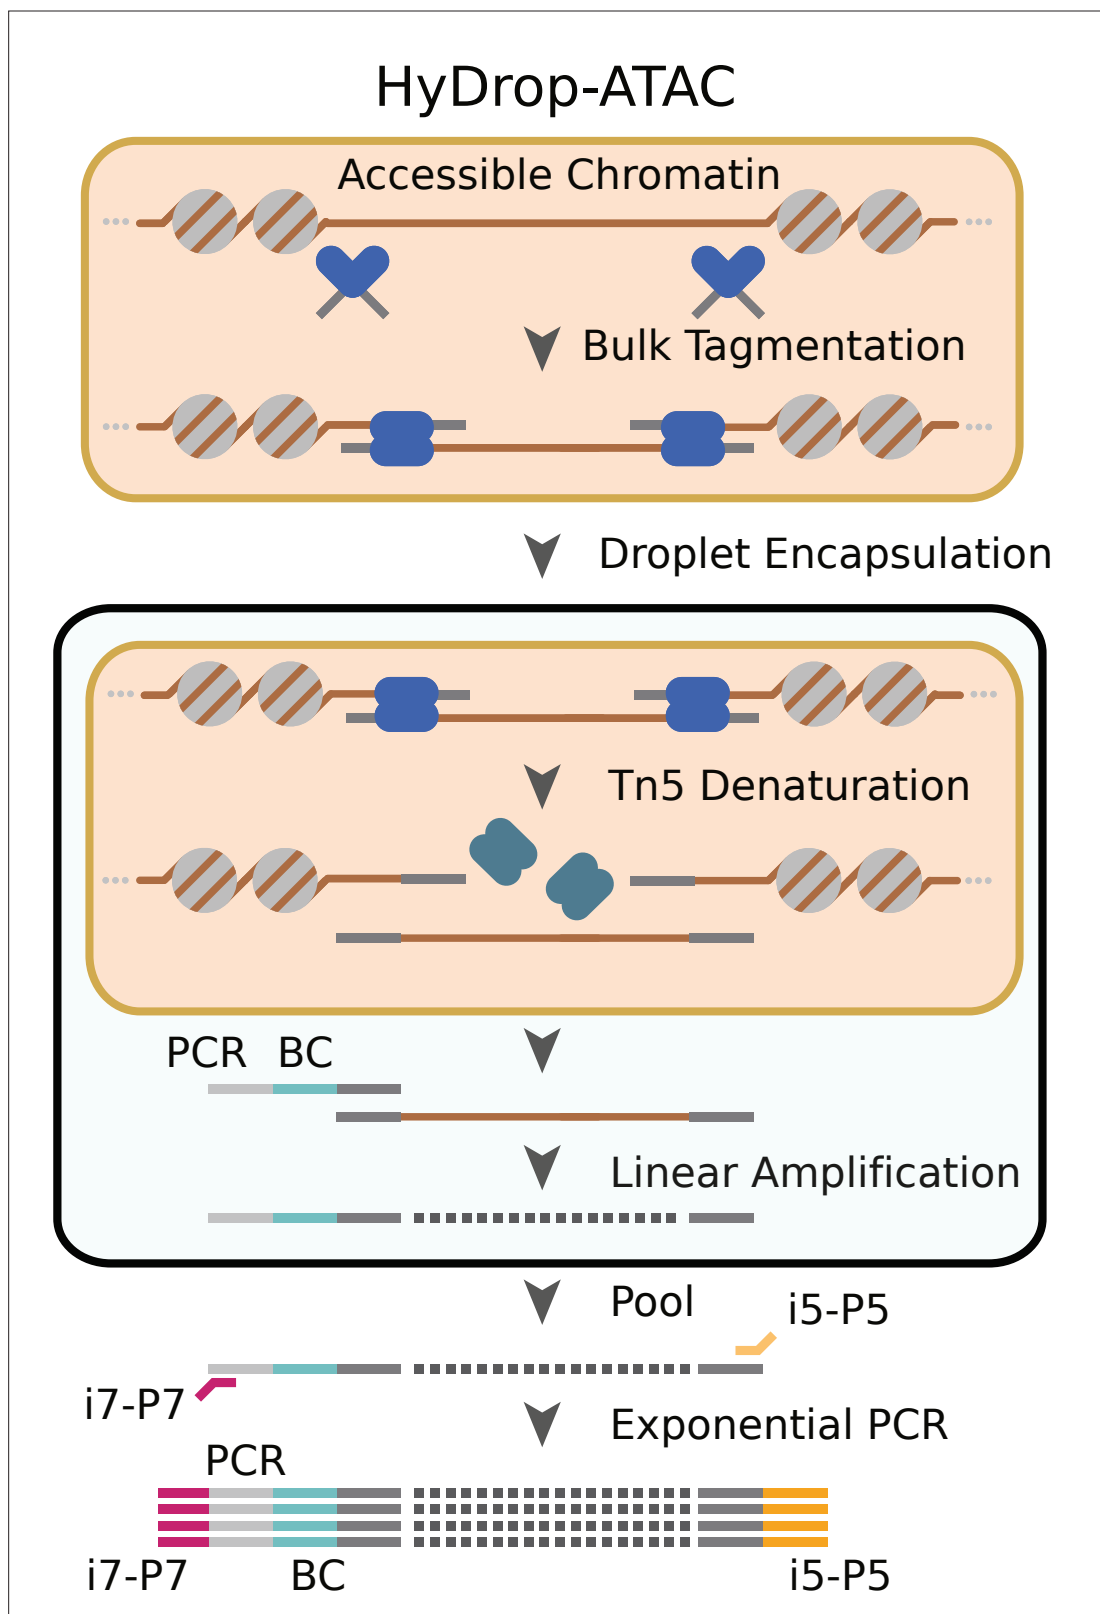 HyDrop-ATAC
Accessible Chromatin
Bulk Tagmentation
Droplet Encapsulation
Tn5 Denaturation
PCR BC
Linear Amplification
Pool
i5-P5
i7-P7
Exponential PCR
PCR
i7-P7 BC i5-P5